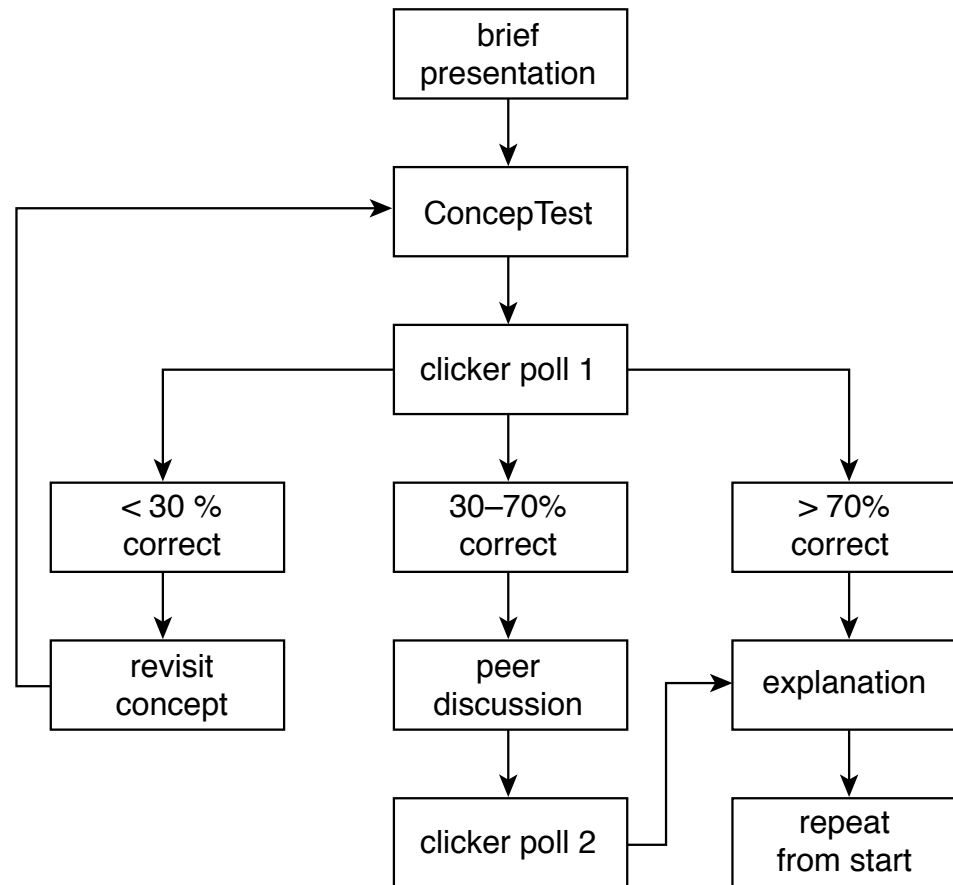 brief
presentation
ConcepTest
clicker poll 1
< 30 %
correct
30–70%
correct
> 70%
correct
revisit
concept
peer
discussion
explanation
clicker poll 2
repeat
from start